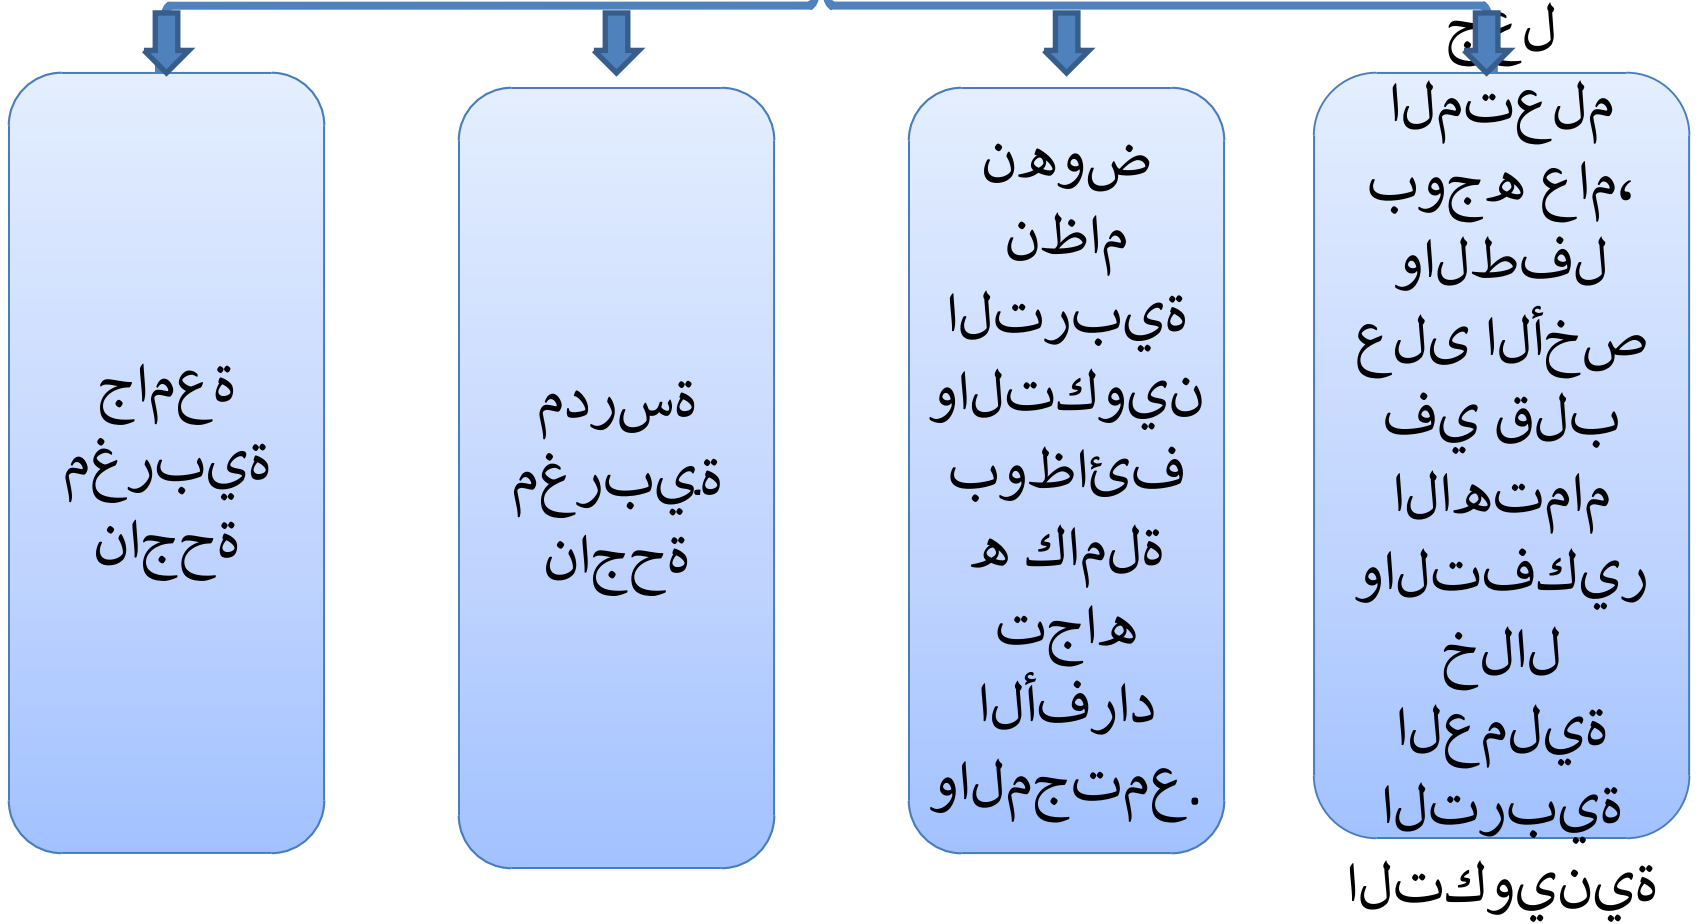 جعل
المتعلم
بوجه عام،
والطفل
على الأخص
في قلب
الاهتمام
والتفكير
خلال
العملية
التربية
التكوينية
نهوض
نظام
التربية
والتكوين
بوظائف
ه كاملة
تجاه
الأفراد
والمجتمع.
مدرسة
مغربية.
ناجحة
جامعة
مغربية
ناجحة